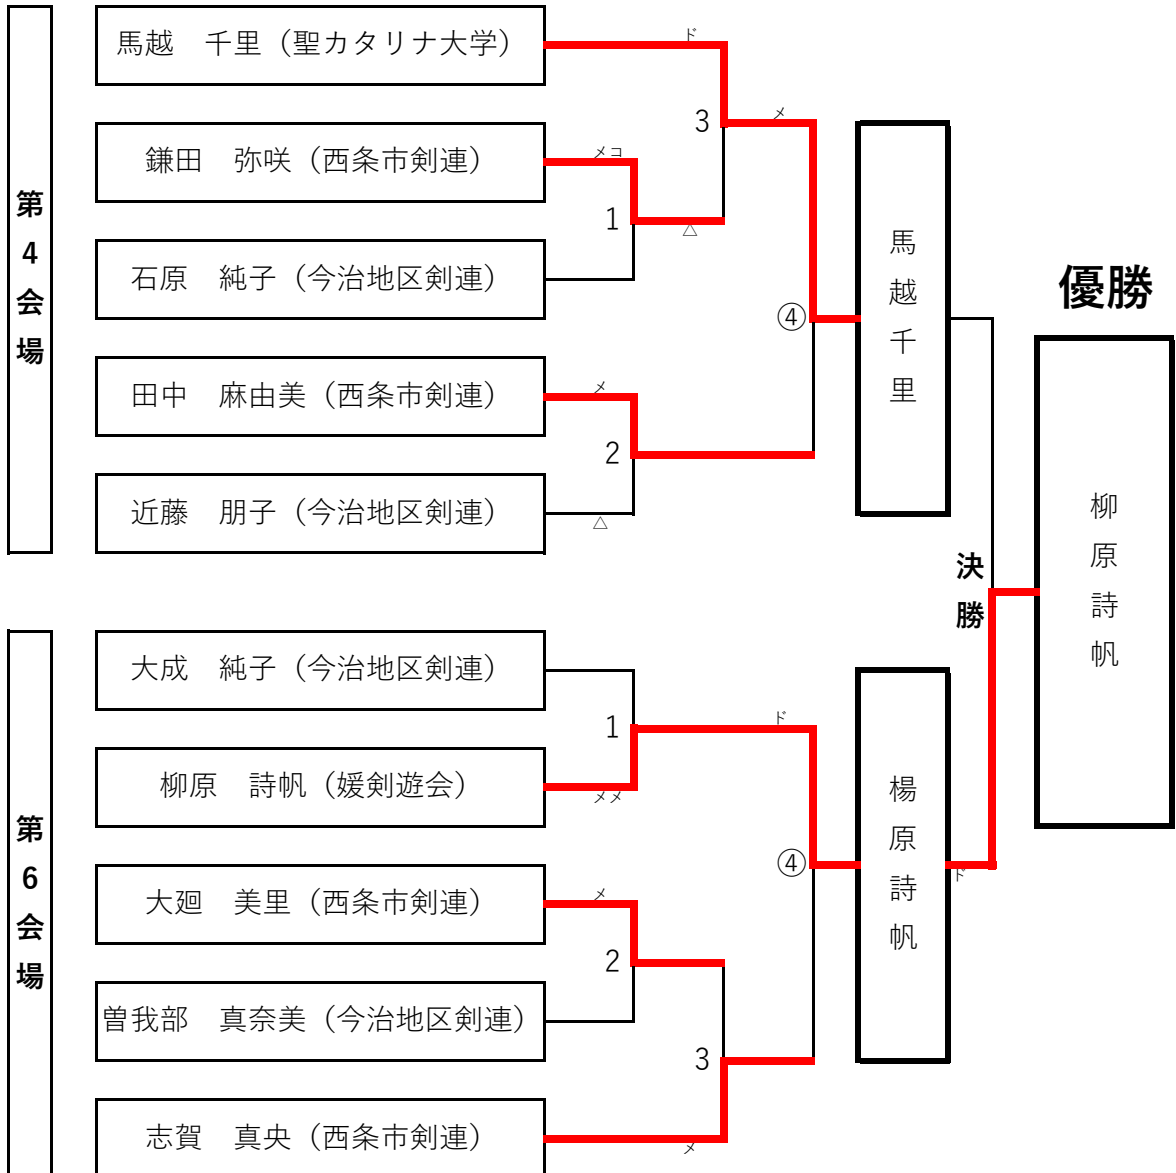 第4会場
馬越　千里（聖カタリナ大学）
鎌田　弥咲（西条市剣連）
石原　純子（今治地区剣連）
田中　麻由美（西条市剣連）
近藤　朋子（今治地区剣連）
ド
メコ
3
1
△
メ
2
△
メ
④
馬越千里
優勝
柳原詩帆
決勝
第6会場
大成　純子（今治地区剣連）
柳原　詩帆（媛剣遊会）
大廻　美里（西条市剣連）
曽我部　真奈美（今治地区剣連）
志賀　真央（西条市剣連）
1
メメ
ド
メ
2
3
メ
④
楊原詩帆
ド